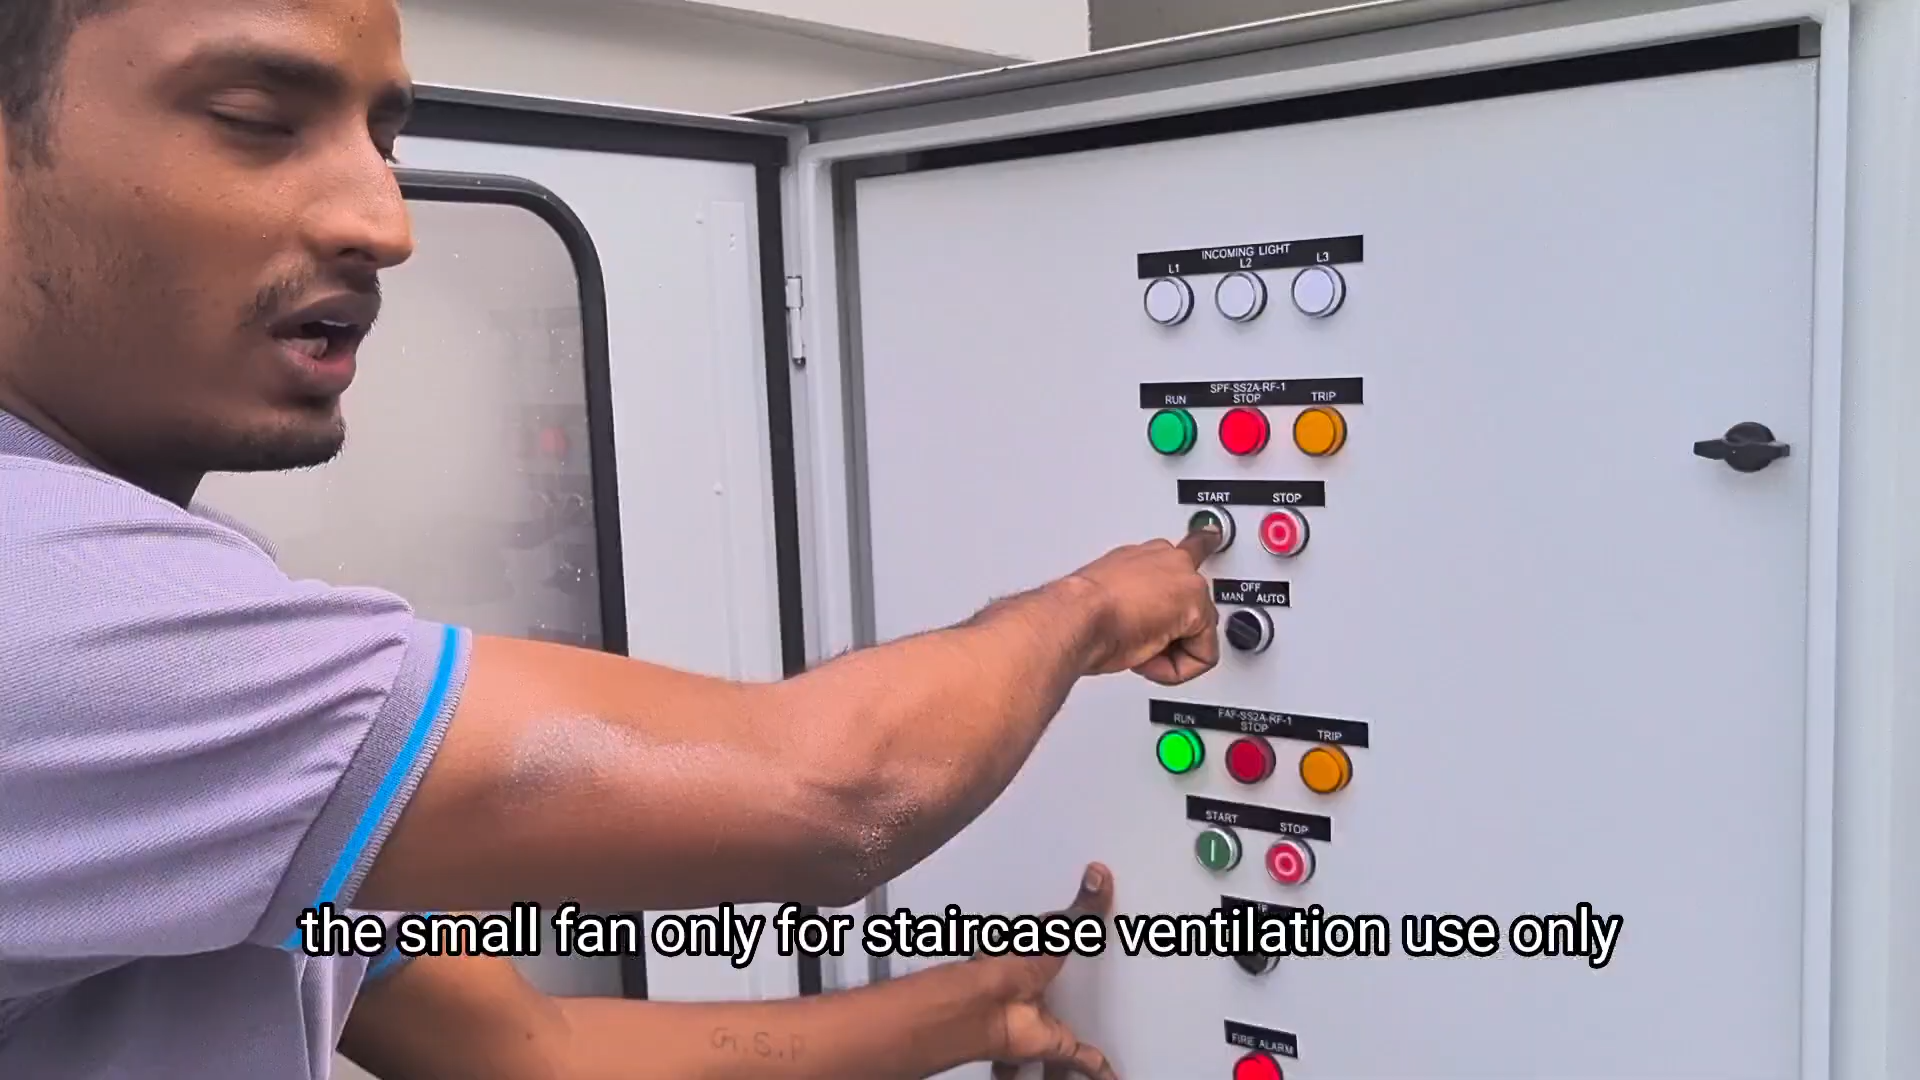 INCOMING LIGHT
L1 L2 L3
SPF-SS2A-RF-1
RUN STOP TRIP
START STOP
OFF
MAN AUTO
FAF-SS2A-RF-1
RUN STOP TRIP
START STOP
the small fan only for staircase ventilation use only
G.S.P
FIRE ALARM